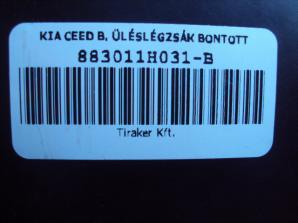 KIA CEED B. ÜLÉSLÉGZSÁK BONTOTT
883011H031-B
Tiraker Kft.